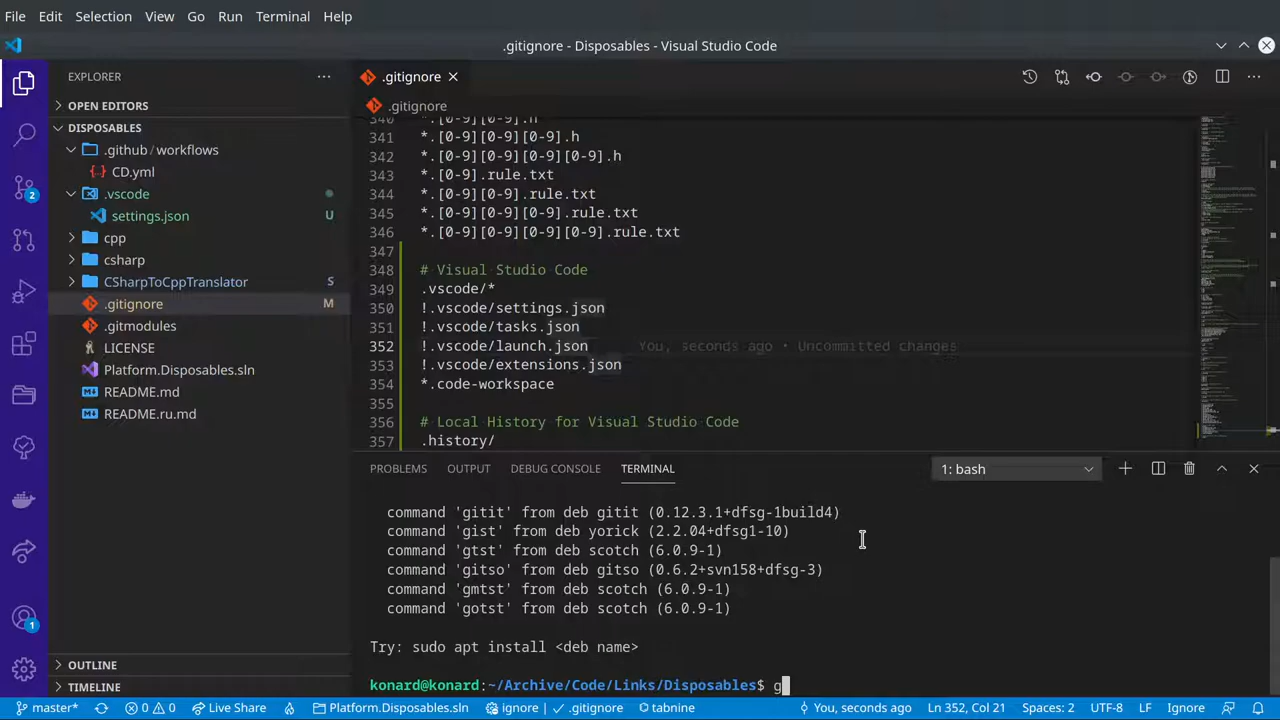 File Edit Selection View Go Run Terminal Help
.gitignore - Disposables - Visual Studio Code
EXPLORER
OPEN EDITORS
DISPOSABLES
.github / workflows
CD.yml
.vscode
settings.json U
cpp
csharp
CSharpToCppTranslator S
.gitignore M
.gitmodules
LICENSE
Platform.Disposables.sln
README.md
README.ru.md
OUTLINE
TIMELINE
2
1
.gitignore
.gitignore
340 *.[0-9][0-9].h
341 *.[0-9][0-9][0-9].h
342 *.[0-9][0-9][0-9][0-9].h
343 *.[0-9].rule.txt
344 *.[0-9][0-9].rule.txt
345 *.[0-9][0-9][0-9].rule.txt
346 *.[0-9][0-9][0-9][0-9].rule.txt
347
348 # Visual Studio Code
349 .vscode/*
350 !.vscode/settings.json
351 !.vscode/tasks.json
352 !.vscode/launch.json You, seconds ago • Uncommitted changes
353 !.vscode/extensions.json
354 *.code-workspace
355
356 # Local History for Visual Studio Code
357 .history/
PROBLEMS OUTPUT DEBUG CONSOLE TERMINAL 1: bash
command 'gitit' from deb gitit (0.12.3.1+dfsg-1build4)
command 'gist' from deb yorick (2.2.04+dfsg1-10)
command 'gtst' from deb scotch (6.0.9-1)
command 'gitso' from deb gitso (0.6.2+svn158+dfsg-3)
command 'gmtst' from deb scotch (6.0.9-1)
command 'gotst' from deb scotch (6.0.9-1)
Try: sudo apt install <deb name>
konard@konard:~/Archive/Code/Links/Disposables$ g
master* 0 0 Live Share Platform.Disposables.sln ignore | ✓ .gitignore tabnine You, seconds ago Ln 352, Col 21 Spaces: 2 UTF-8 LF Ignore